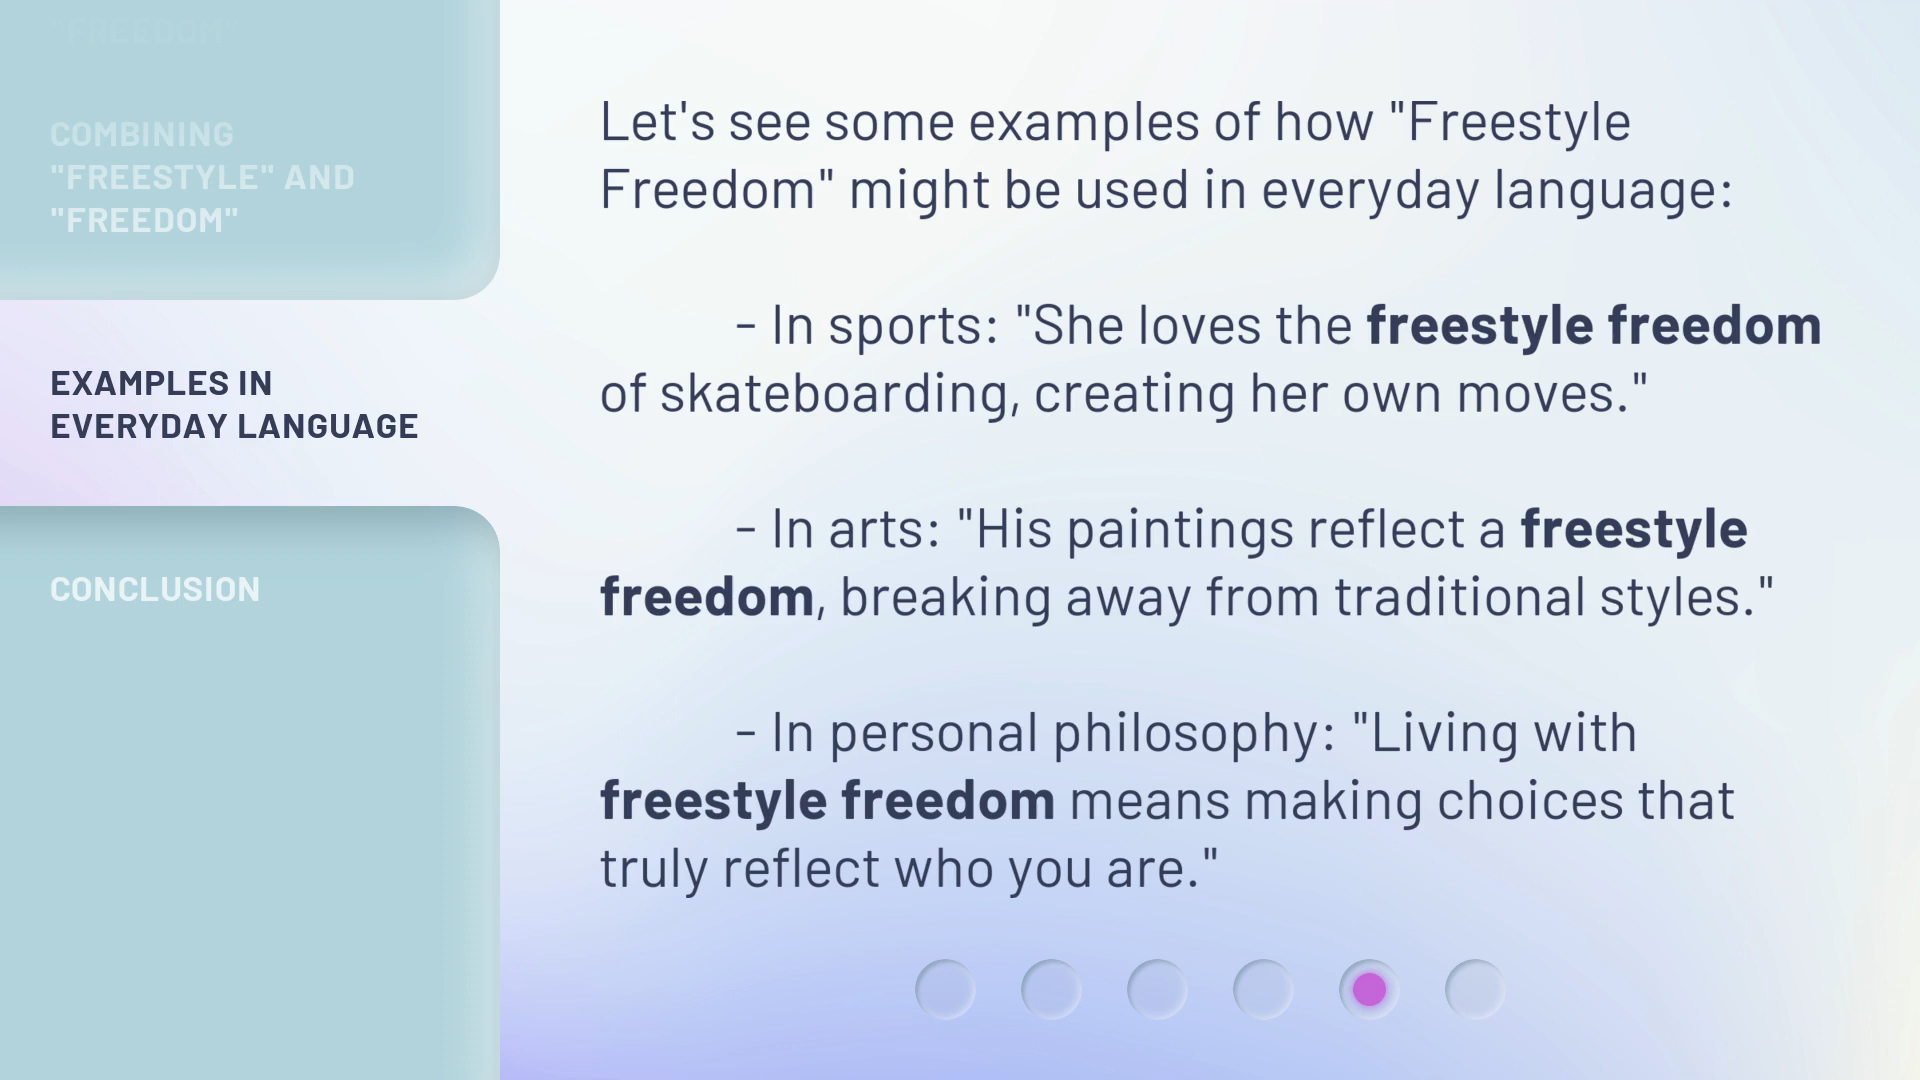 "FREEDOM"
COMBINING
"FREESTYLE" AND
"FREEDOM"
EXAMPLES IN
EVERYDAY LANGUAGE
CONCLUSION
Let's see some examples of how "Freestyle
Freedom" might be used in everyday language:
- In sports: "She loves the freestyle freedom
of skateboarding, creating her own moves."
- In arts: "His paintings reflect a freestyle
freedom, breaking away from traditional styles."
- In personal philosophy: "Living with
freestyle freedom means making choices that
truly reflect who you are."